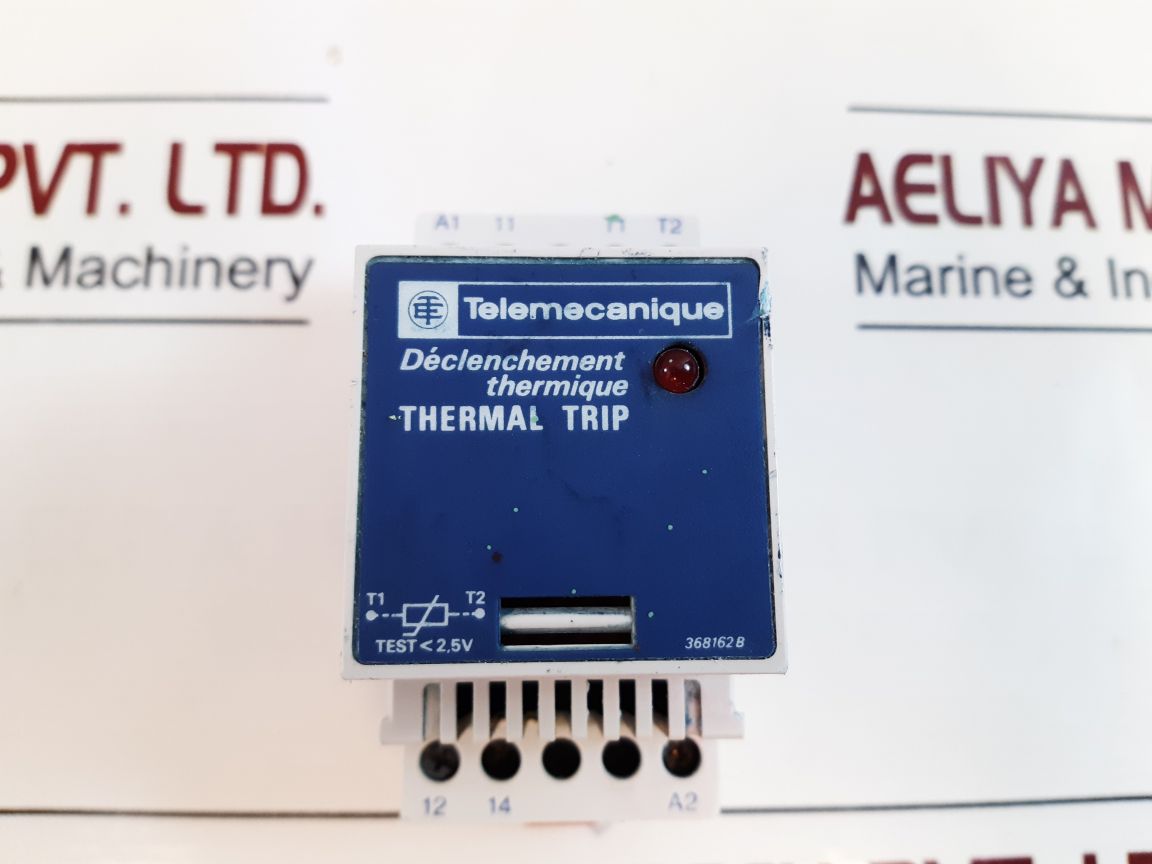 PVT. LTD.
& Machinery
AELIYA M
Marine & In
A1 11 T1 T2
Telemecanique
Déclenchement
thermique
THERMAL TRIP
T1 T2
TEST < 2,5V
368162 B
12 14 A2